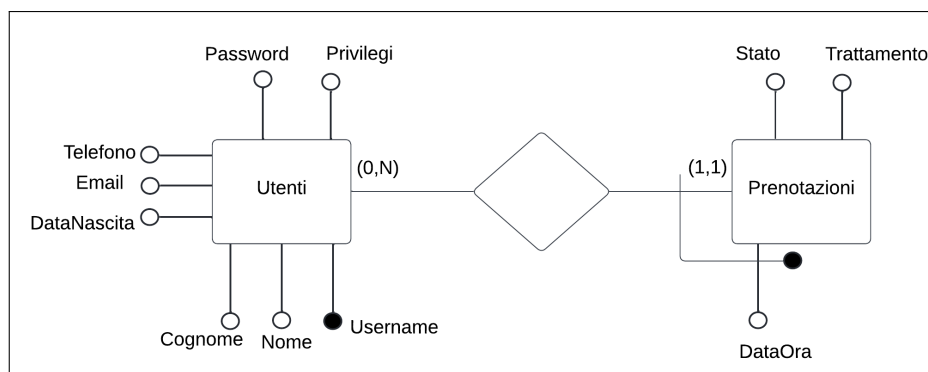 Password
Privilegi
Stato
Trattamento
Telefono
Email
DataNascita
Utenti
(0,N)
(1,1)
Prenotazioni
Cognome
Nome
Username
DataOra